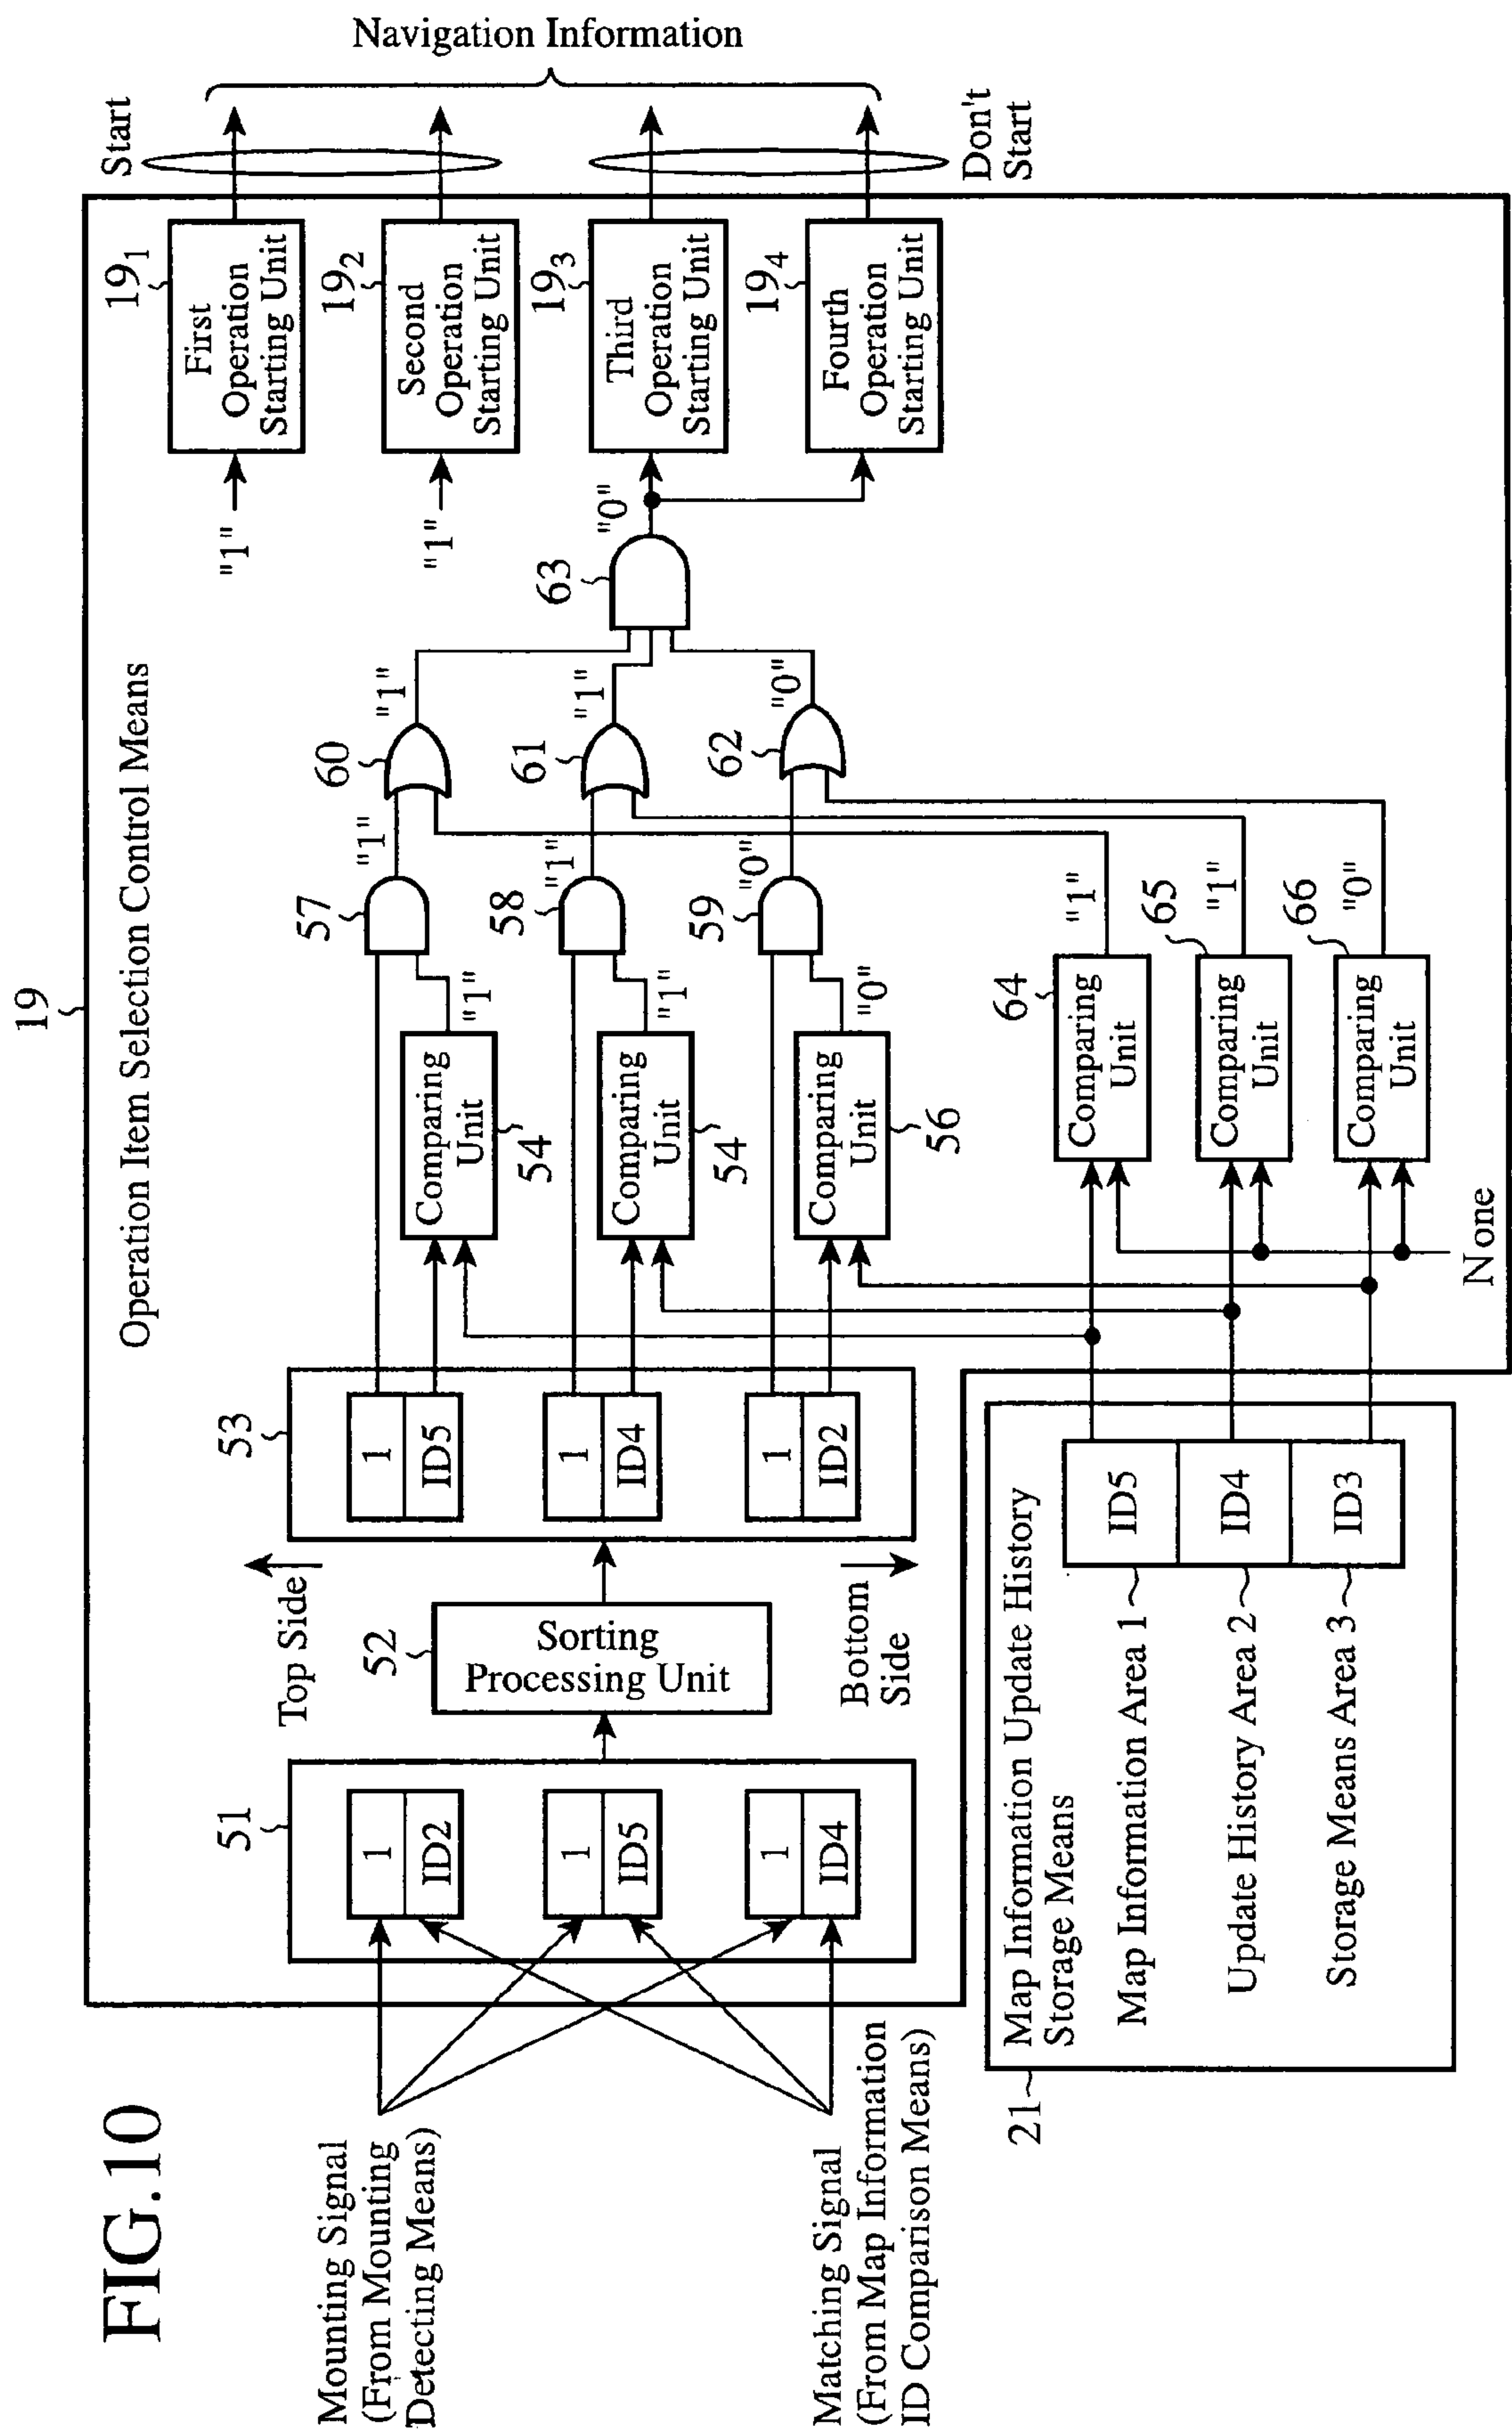 FIG.10
19
Operation Item Selection Control Means
Mounting Signal
(From Mounting
Detecting Means)
Matching Signal
(From Map Information
ID Comparison Means)
51
1
ID2
1
ID5
1
ID4
Top Side
52
Sorting
Processing Unit
Bottom
Side
53
1
ID5
1
ID4
1
ID2
Comparing
Unit
54
"1"
Comparing
Unit
54
"1"
Comparing
Unit
56
"0"
57
"1"
58
"1"
59
"0"
60
"1"
61
"1"
62
"0"
63
"0"
64
Comparing
Unit
"1"
65
Comparing
Unit
"1"
66
Comparing
Unit
"0"
None
"1"
19₁
First
Operation
Starting Unit
"1"
19₂
Second
Operation
Starting Unit
19₃
Third
Operation
Starting Unit
19₄
Fourth
Operation
Starting Unit
Start
Don't
Start
Navigation Information
21
Map Information Update History
Storage Means
Map Information Area 1
ID5
Update History Area 2
ID4
Storage Means Area 3
ID3